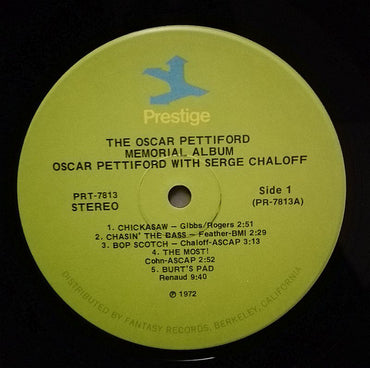 Prestige
THE OSCAR PETTIFORD
MEMORIAL ALBUM
OSCAR PETTIFORD WITH SERGE CHALOFF
PRT-7813
STEREO
Side 1
(PR-7813A)
1. CHICKASAW – Gibbs/Rogers 2:51
2. CHASIN' THE BASS – Feather-BMI 2:29
3. BOP SCOTCH – Chaloff-ASCAP 3:13
4. THE MOST!
Cohn-ASCAP 2:52
5. BURT'S PAD
Renaud 9:40
℗ 1972
DISTRIBUTED BY FANTASY RECORDS, BERKELEY, CALIFORNIA